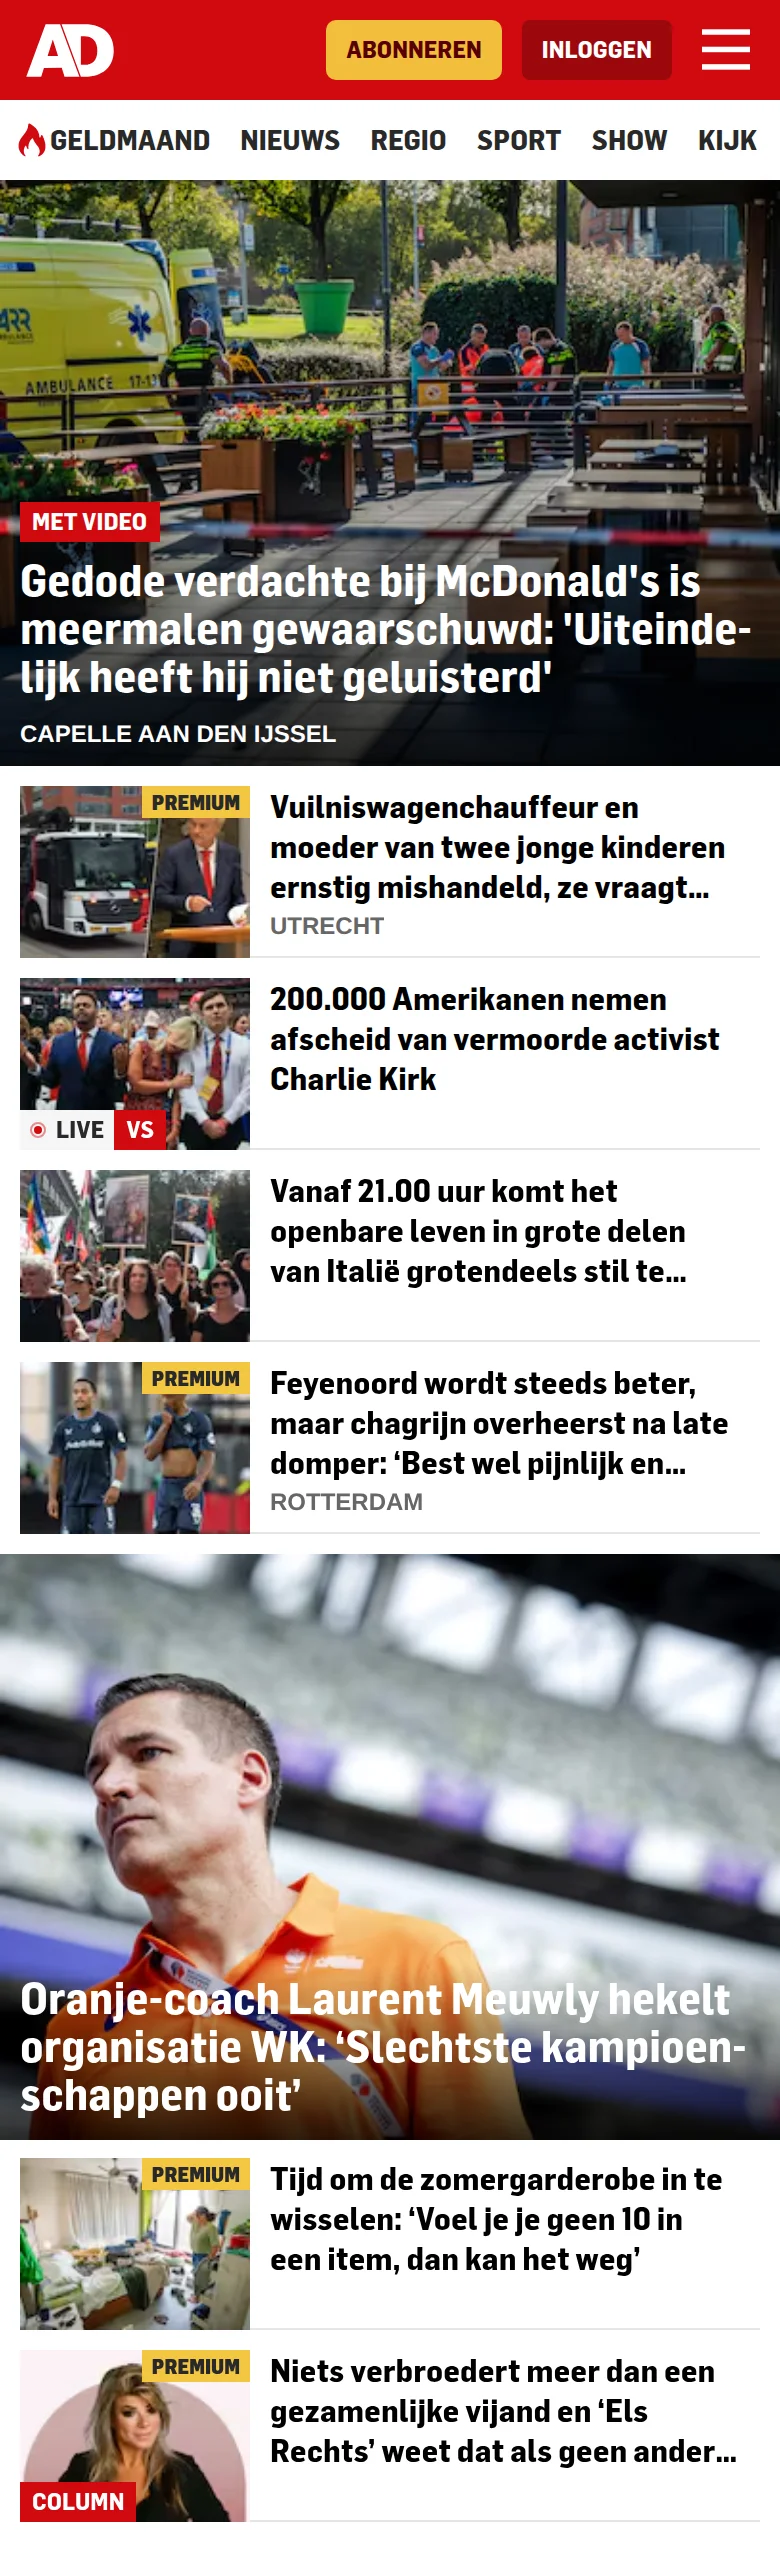 AD
ABONNEREN
INLOGGEN
GELDMAAND NIEUWS REGIO SPORT SHOW KIJK
AMBULANCE 17-13
MET VIDEO
Gedode verdachte bij McDonald's is
meermalen gewaarschuwd: 'Uiteinde-
lijk heeft hij niet geluisterd'
CAPELLE AAN DEN IJSSEL
PREMIUM
Vuilniswagenchauffeur en
moeder van twee jonge kinderen
ernstig mishandeld, ze vraagt...
UTRECHT
200.000 Amerikanen nemen
afscheid van vermoorde activist
Charlie Kirk
LIVE VS
Vanaf 21.00 uur komt het
openbare leven in grote delen
van Italië grotendeels stil te...
PREMIUM
Feyenoord wordt steeds beter,
maar chagrijn overheerst na late
domper: ‘Best wel pijnlijk en...
ROTTERDAM
Oranje-coach Laurent Meuwly hekelt
organisatie WK: ‘Slechtste kampioen-
schappen ooit’
PREMIUM
Tijd om de zomergarderobe in te
wisselen: ‘Voel je je geen 10 in
een item, dan kan het weg’
PREMIUM
Niets verbroedert meer dan een
gezamenlijke vijand en ‘Els
Rechts’ weet dat als geen ander...
COLUMN